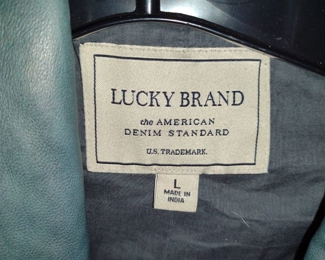 LUCKY BRAND
the AMERICAN
DENIM STANDARD
U.S. TRADEMARK.
L
MADE IN
INDIA